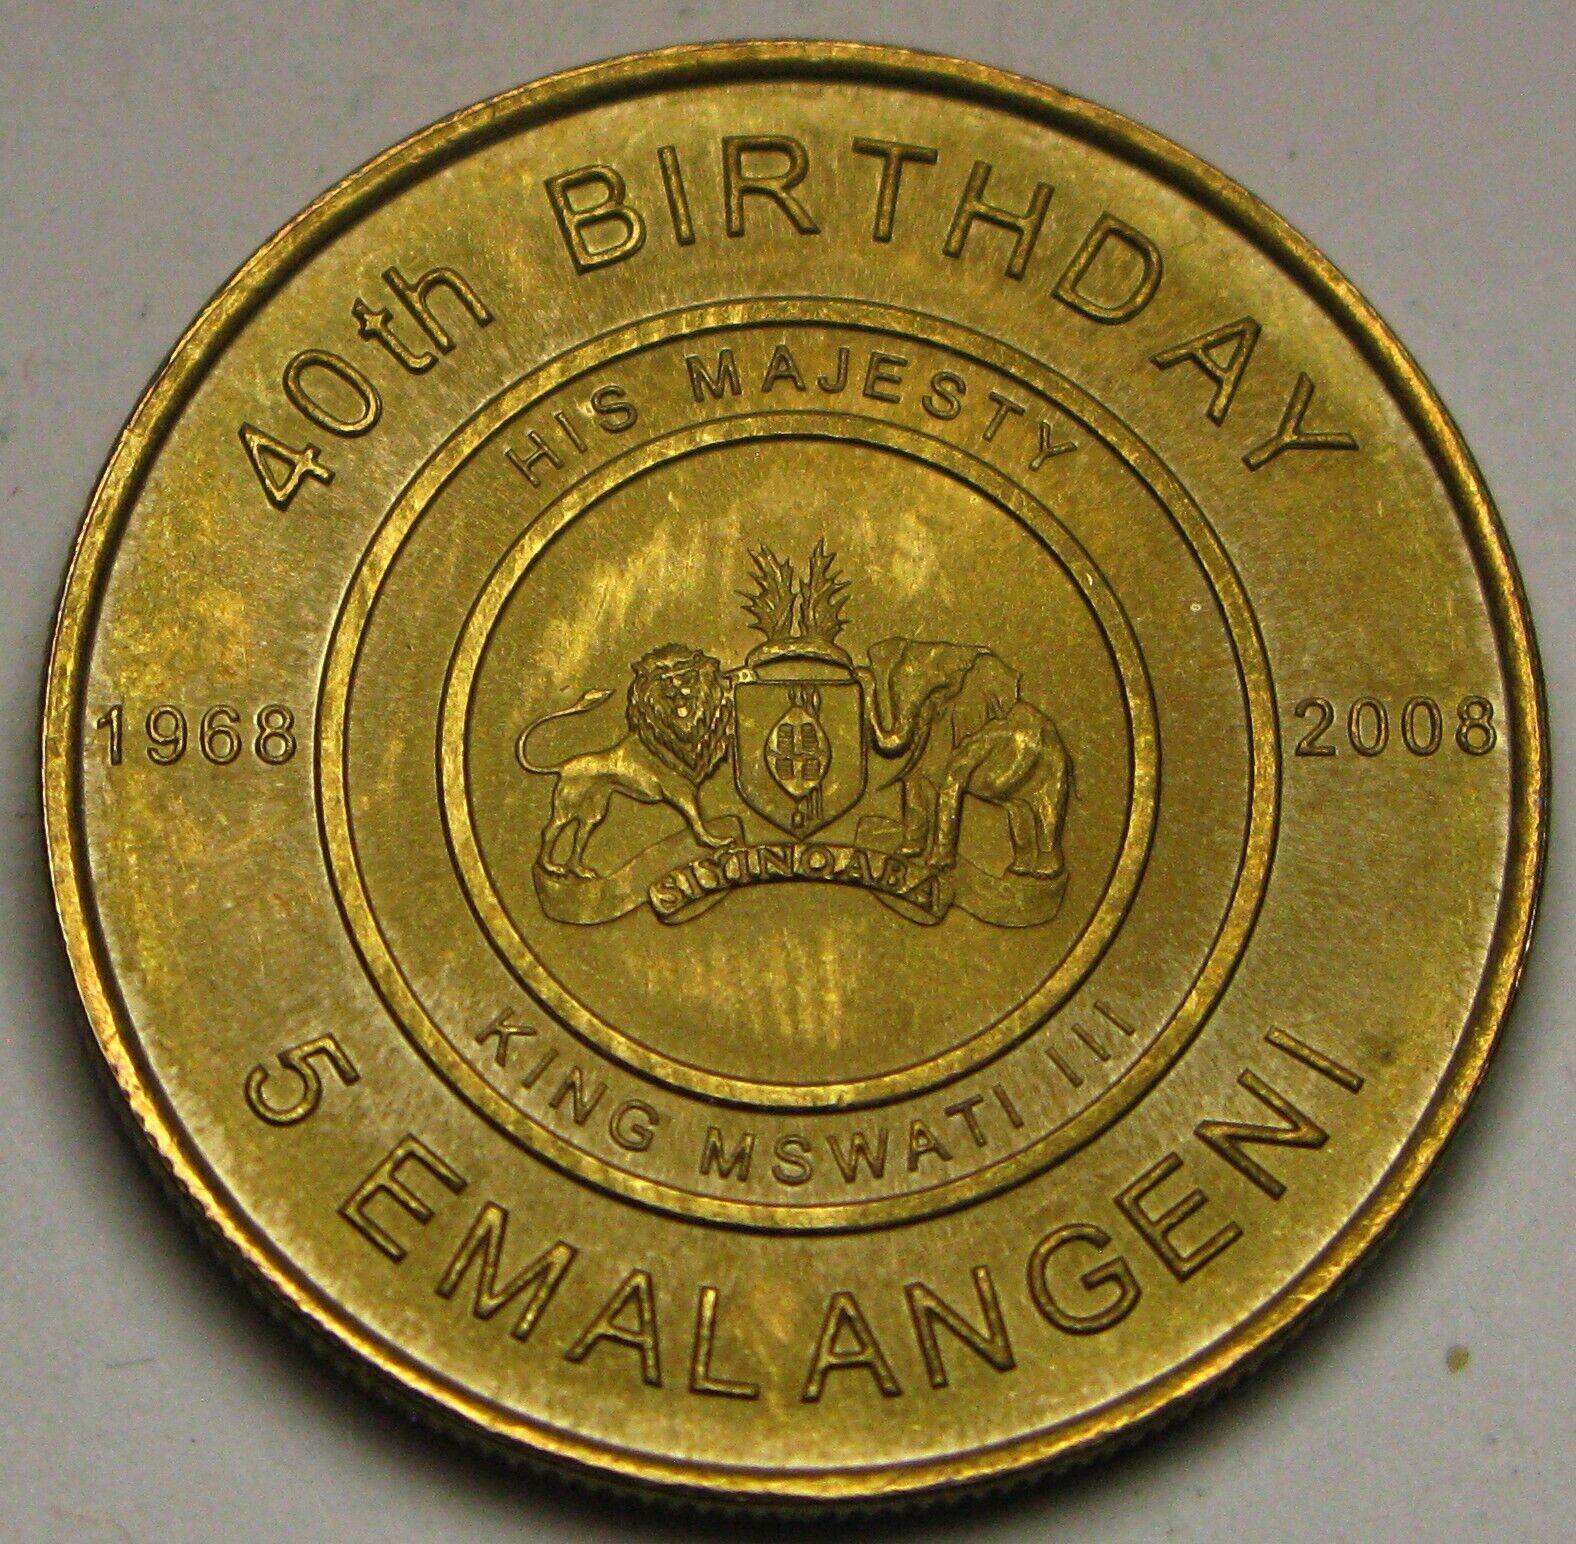 40th BIRTHDAY
HIS MAJESTY
1968
2008
SIYINQABA
KING MSWATI III
5 EMALANGENI